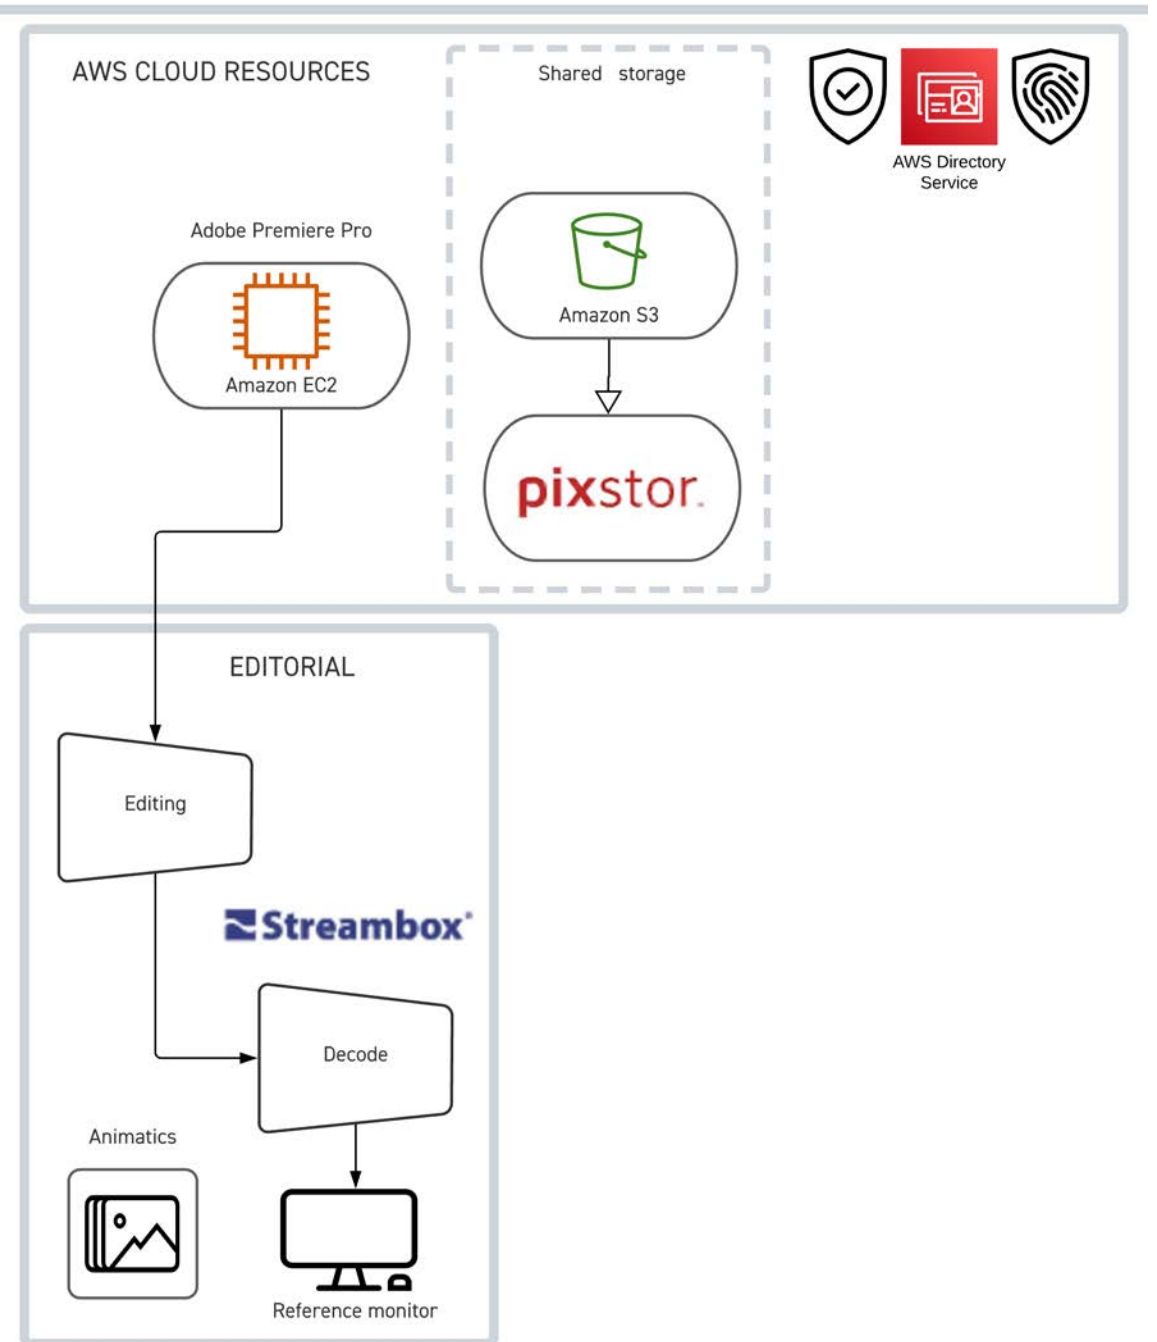 AWS CLOUD RESOURCES
Shared storage
AWS Directory
Service
Adobe Premiere Pro
Amazon EC2
Amazon S3
pixstor.
EDITORIAL
Editing
Streambox
Decode
Animatics
Reference monitor